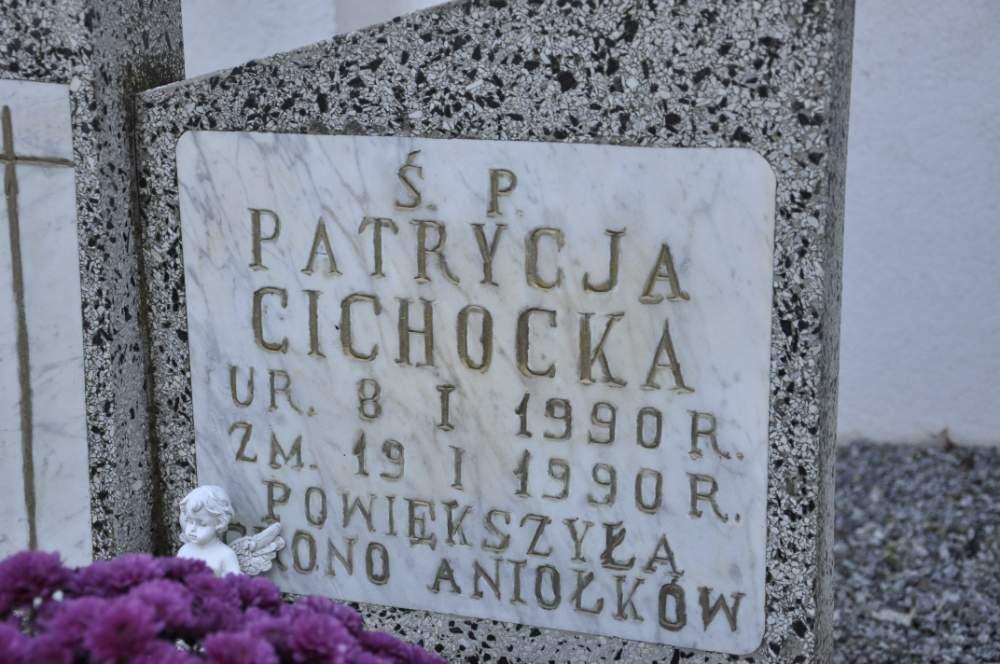 Ś. P.
PATRYCJA
CICHOCKA
UR. 8 I 1990 R.
ZM. 19 I 1990 R.
POWIĘKSZYŁA
GRONO ANIOŁKÓW